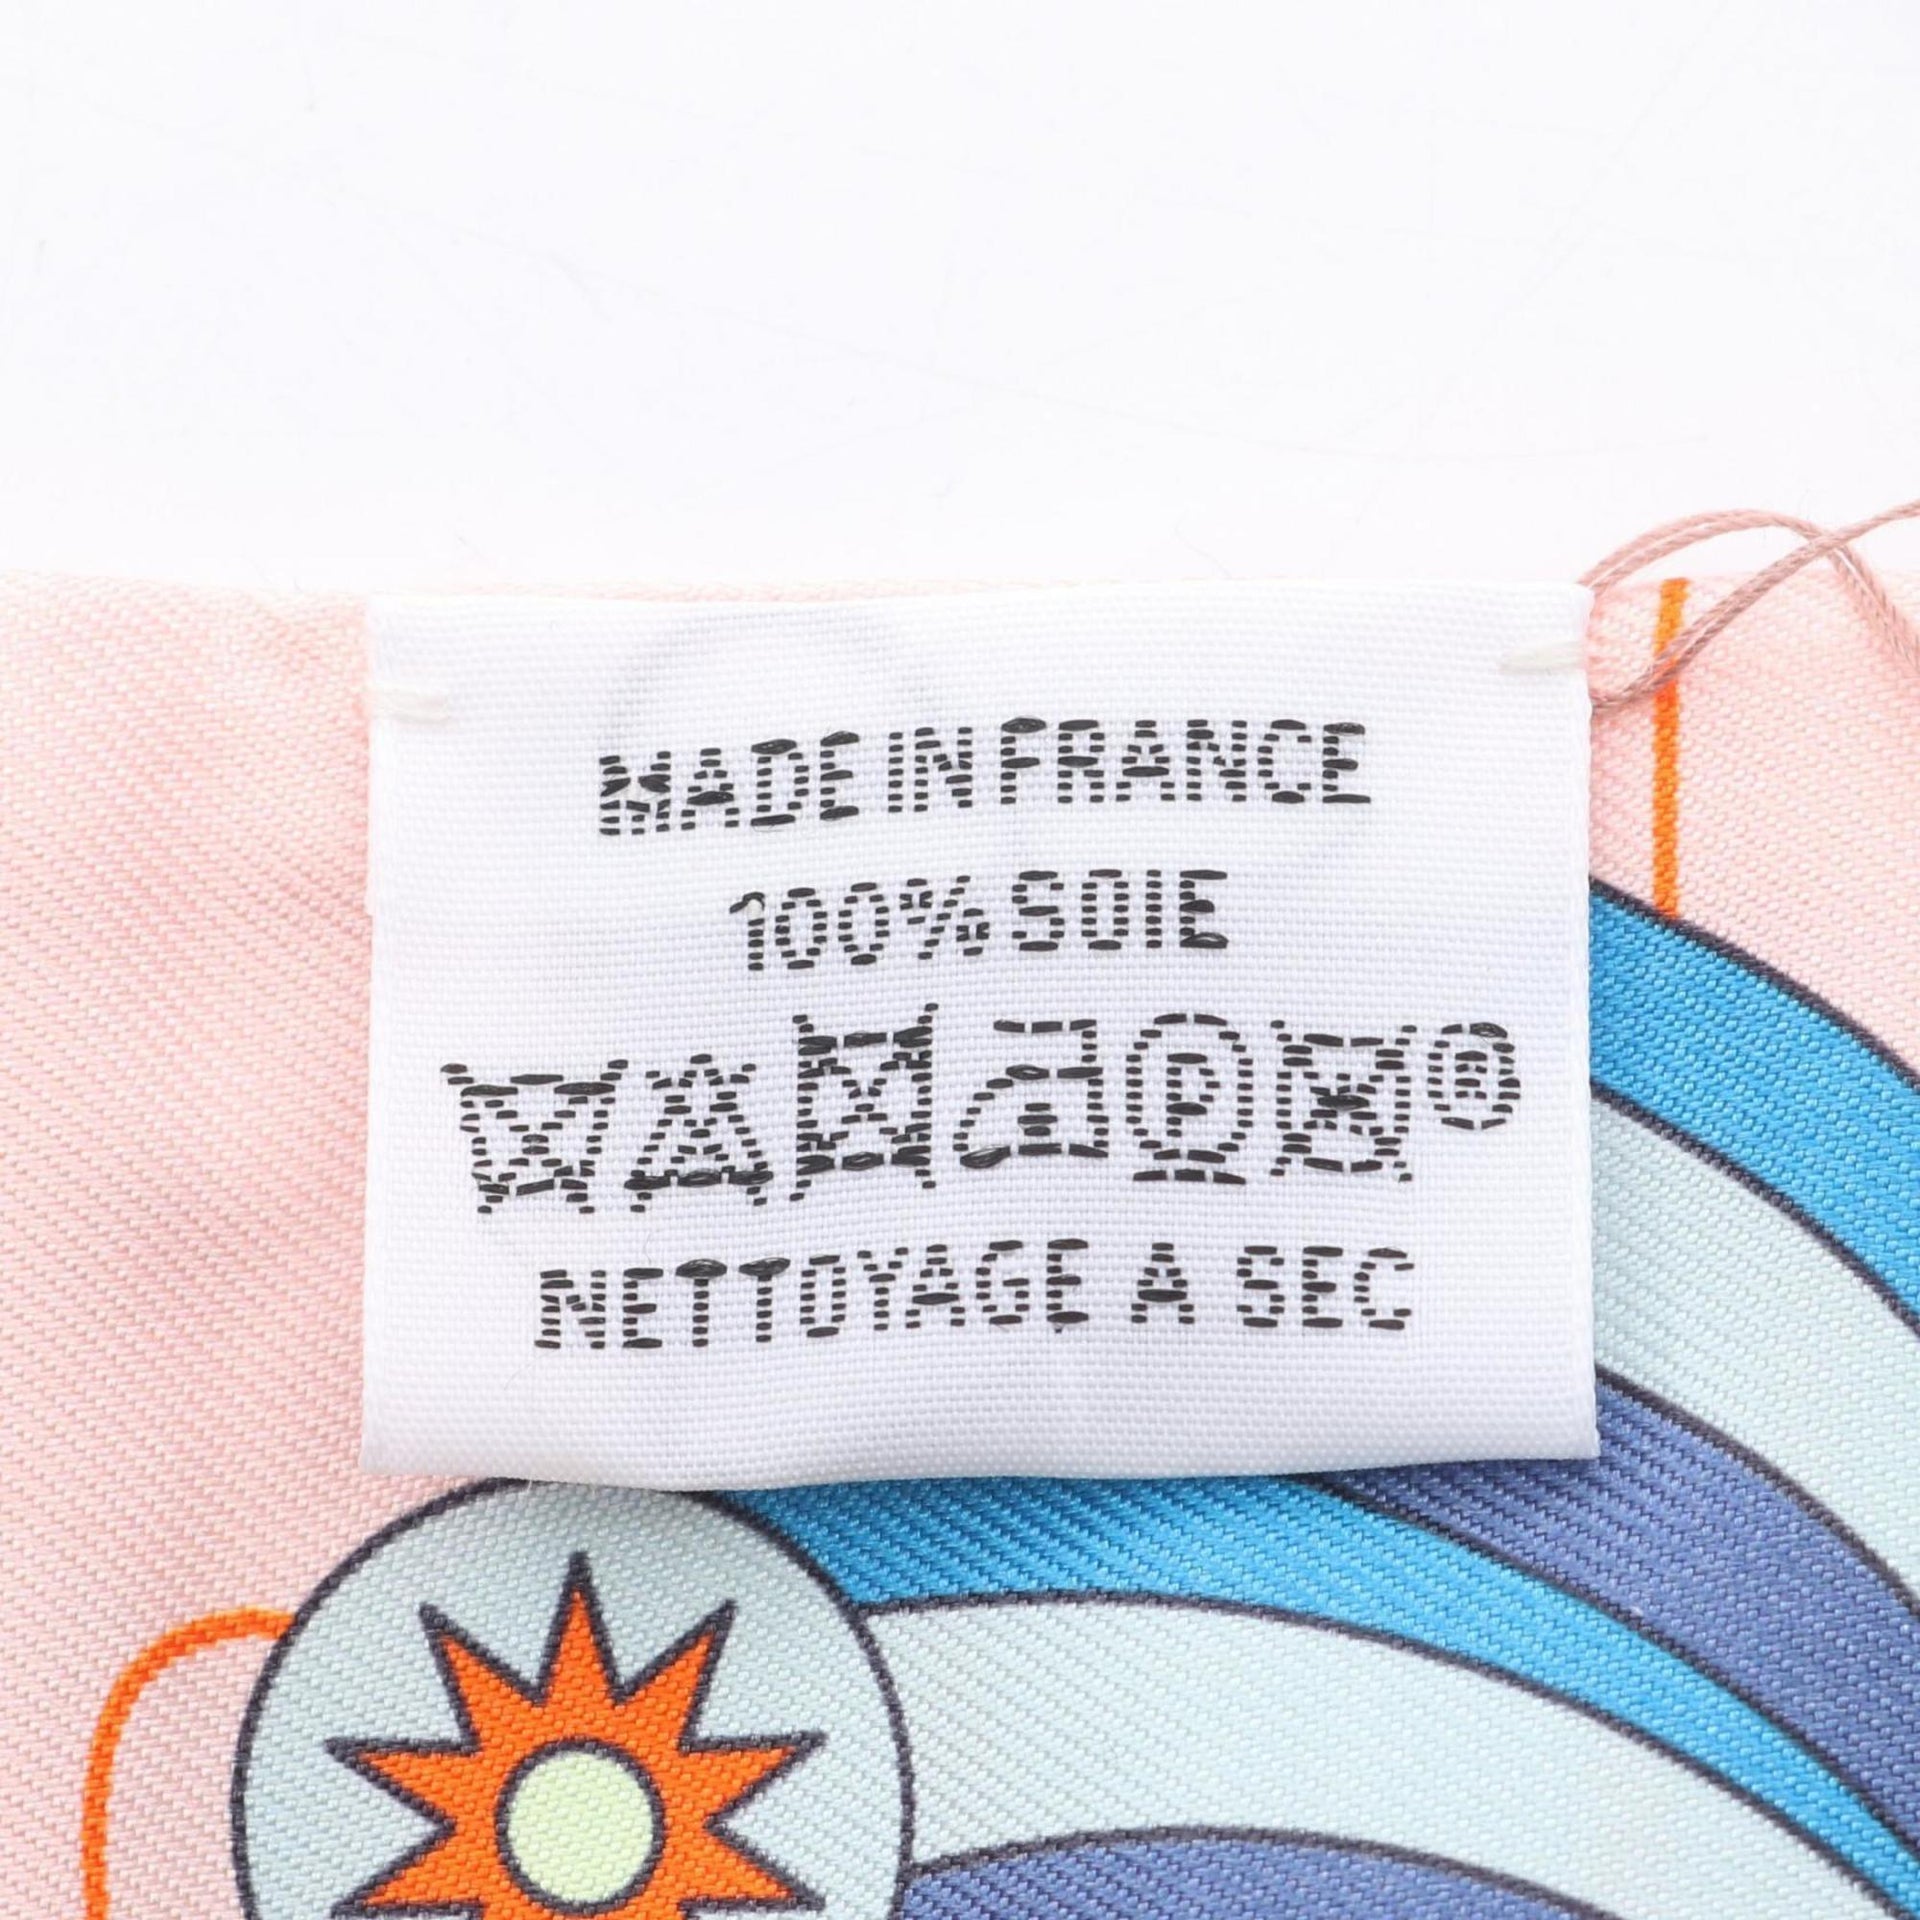 MADE IN FRANCE
100% SOIE
P ®
NETTOYAGE A SEC